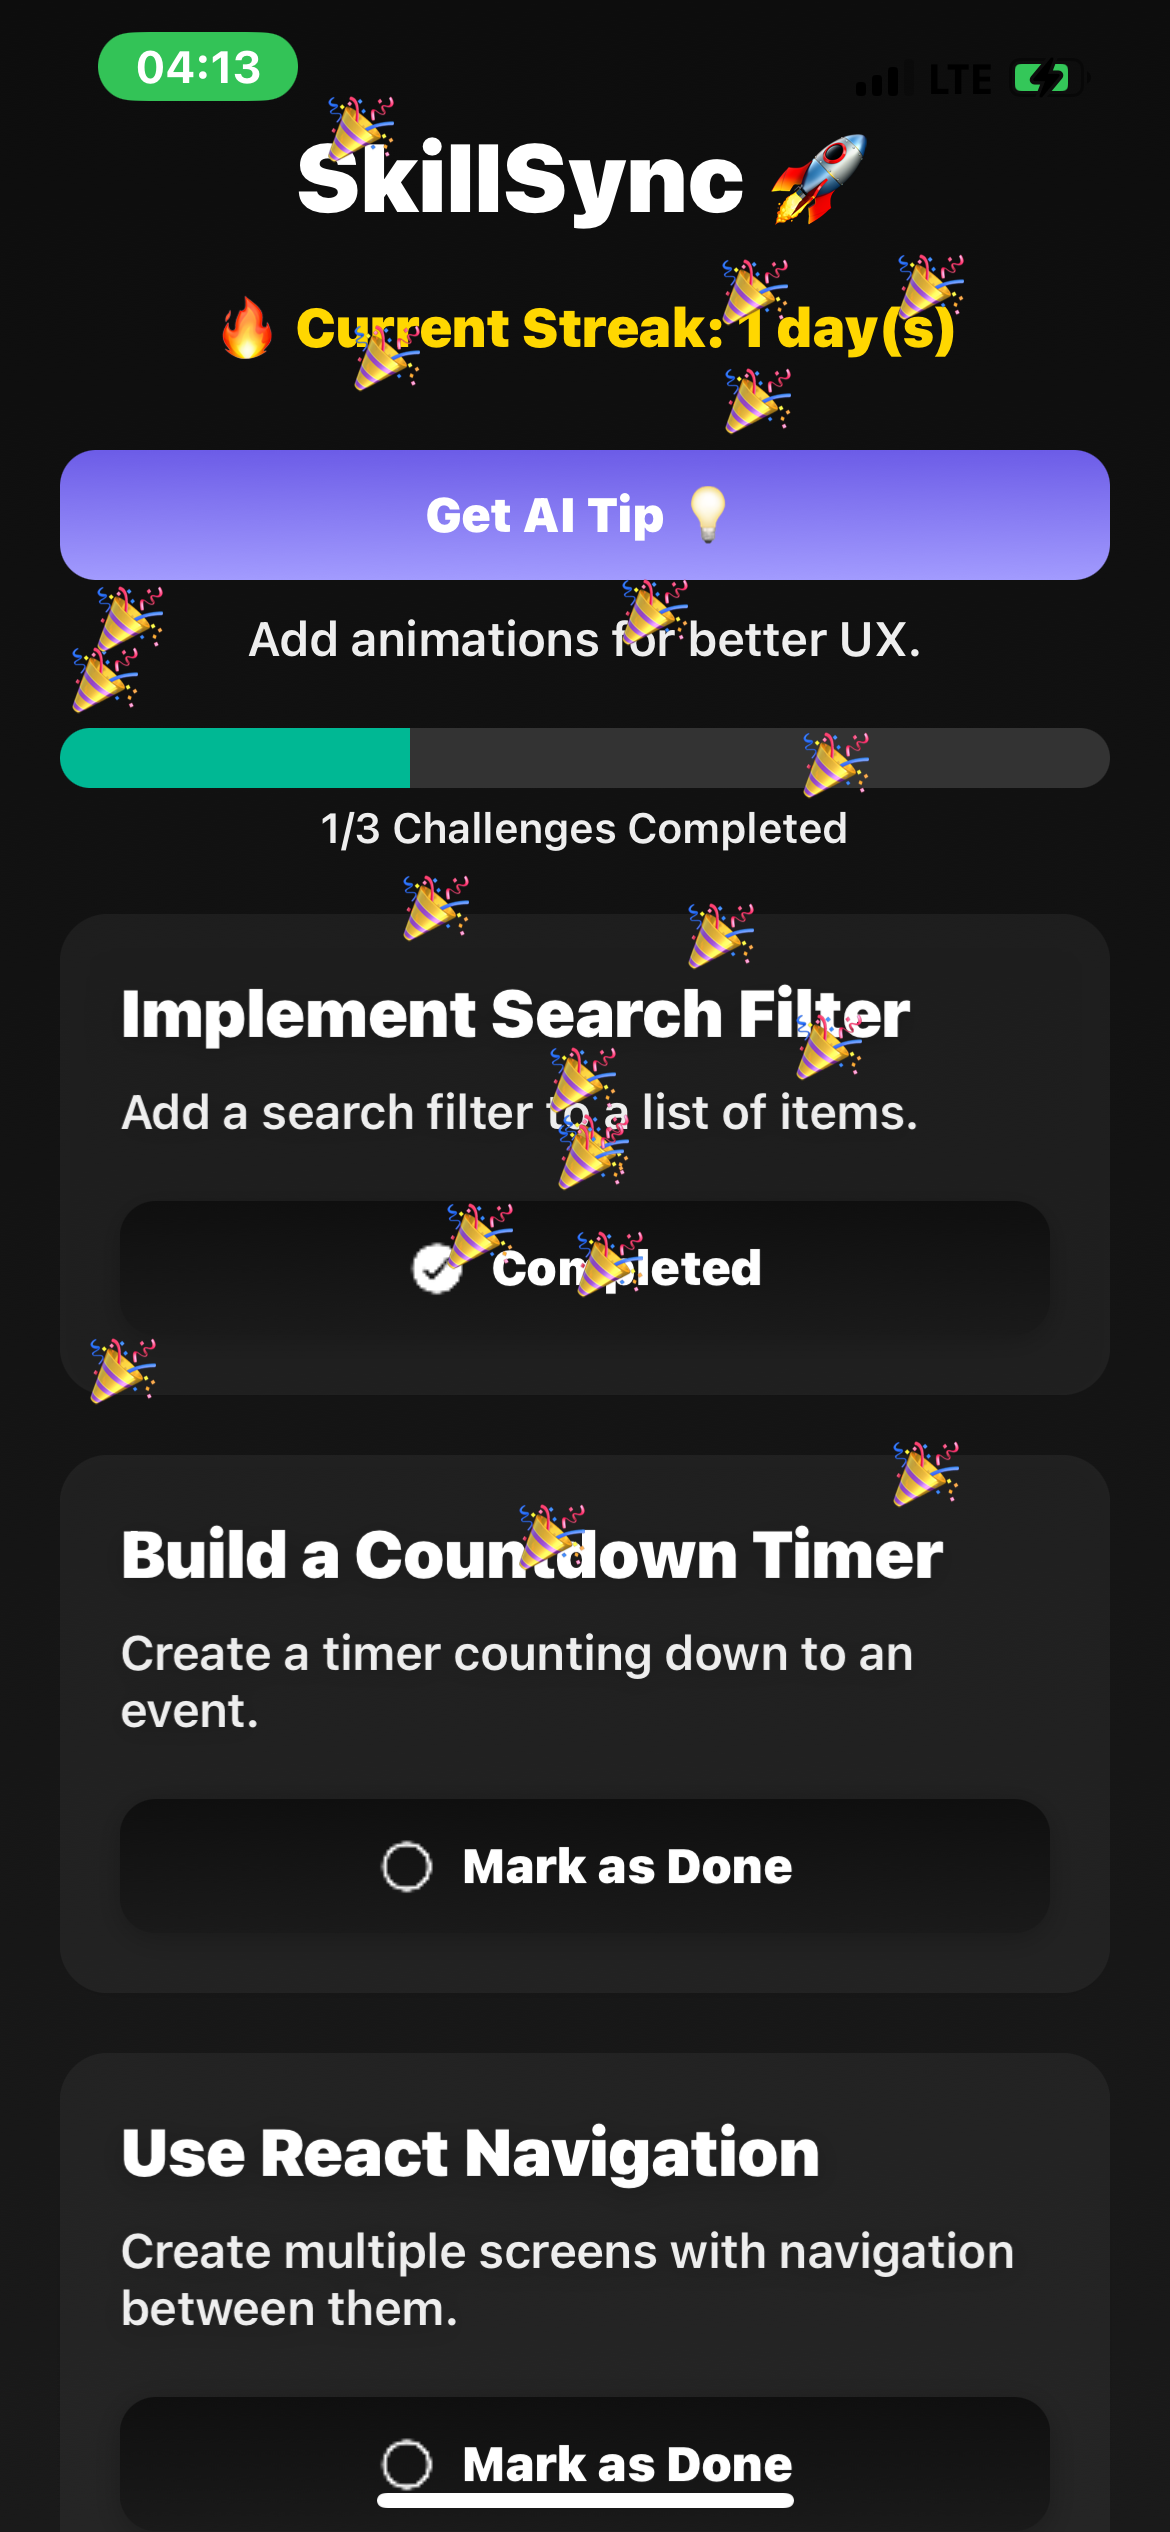 04:13
LTE
SkillSync 🚀
🔥 Current Streak: 1 day(s)
Get AI Tip 💡
Add animations for better UX.
1/3 Challenges Completed
Implement Search Filter
Add a search filter to a list of items.
Completed
Build a Countdown Timer
Create a timer counting down to an
event.
Mark as Done
Use React Navigation
Create multiple screens with navigation
between them.
Mark as Done